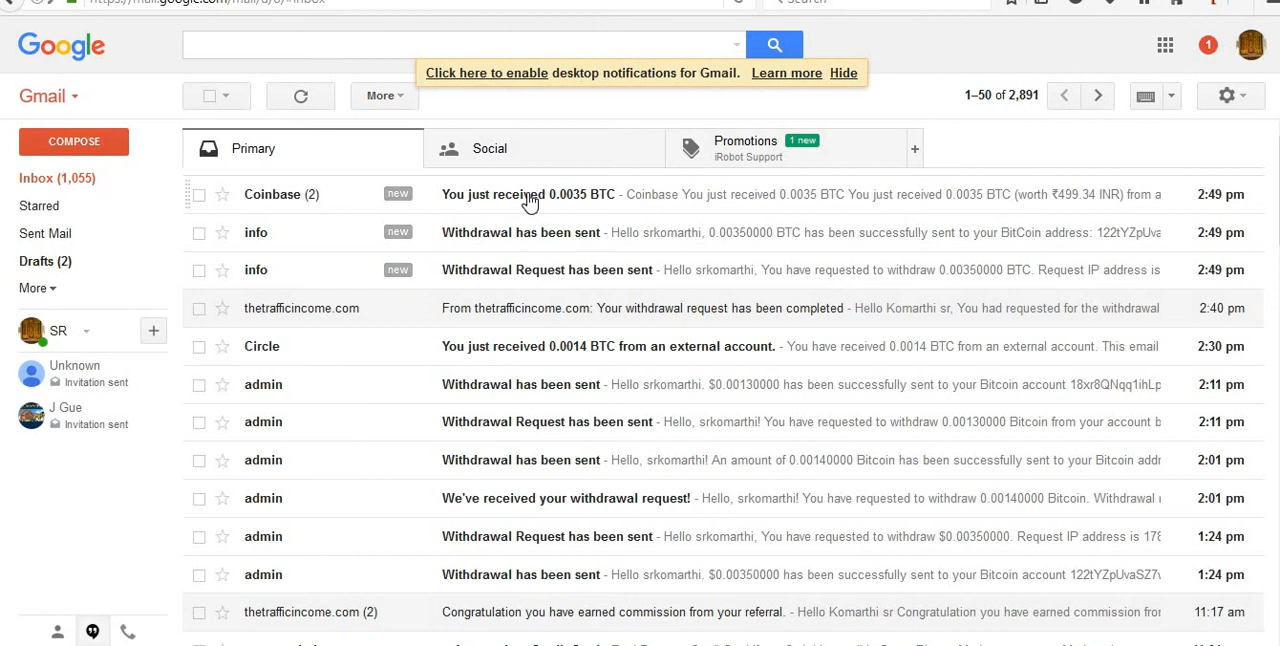 https://mail.google.com/mail/u/0/#inbox
Search
Google
Click here to enable desktop notifications for Gmail. Learn more Hide
Gmail
More
1–50 of 2,891
COMPOSE
Primary
Social
Promotions 1 new
iRobot Support
+
1
Inbox (1,055)
Starred
Sent Mail
Drafts (2)
More
SR
+
Unknown
Invitation sent
J Gue
Invitation sent
Coinbase (2) new You just received 0.0035 BTC - Coinbase You just received 0.0035 BTC You just received 0.0035 BTC (worth ₹499.34 INR) from a 2:49 pm
info new Withdrawal has been sent - Hello srkomarthi, 0.00350000 BTC has been successfully sent to your BitCoin address: 122tYZpUva 2:49 pm
info new Withdrawal Request has been sent - Hello srkomarthi, You have requested to withdraw 0.00350000 BTC. Request IP address is 2:49 pm
thetrafficincome.com From thetrafficincome.com: Your withdrawal request has been completed - Hello Komarthi sr, You had requested for the withdrawal 2:40 pm
Circle You just received 0.0014 BTC from an external account. - You have received 0.0014 BTC from an external account. This email 2:30 pm
admin Withdrawal has been sent - Hello srkomarthi. $0.00130000 has been successfully sent to your Bitcoin account 18xr8QNqq1ihLp 2:11 pm
admin Withdrawal Request has been sent - Hello, srkomarthi! You have requested to withdraw 0.00130000 Bitcoin from your account b 2:11 pm
admin Withdrawal has been sent - Hello, srkomarthi! An amount of 0.00140000 Bitcoin has been successfully sent to your Bitcoin addr 2:01 pm
admin We've received your withdrawal request! - Hello, srkomarthi! You have requested to withdraw 0.00140000 Bitcoin. Withdrawal 2:01 pm
admin Withdrawal Request has been sent - Hello srkomarthi, You have requested to withdraw $0.00350000. Request IP address is 178 1:24 pm
admin Withdrawal has been sent - Hello srkomarthi. $0.00350000 has been successfully sent to your Bitcoin account 122tYZpUvaSZ7 1:24 pm
thetrafficincome.com (2) Congratulation you have earned commission from your referral. - Hello Komarthi sr Congratulation you have earned commission from 11:17 am